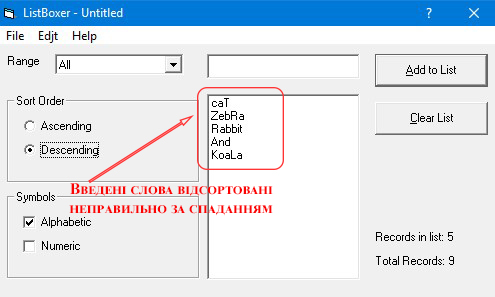 ListBoxer - Untitled
File Edjt Help
Range All Add to List
Clear List
Sort Order
Ascending
Descending
caT
ZebRa
Rabbit
And
KoaLa
Введені слова відсортовані
неправильно за спаданням
Symbols
Alphabetic
Numeric
Records in list: 5
Total Records: 9